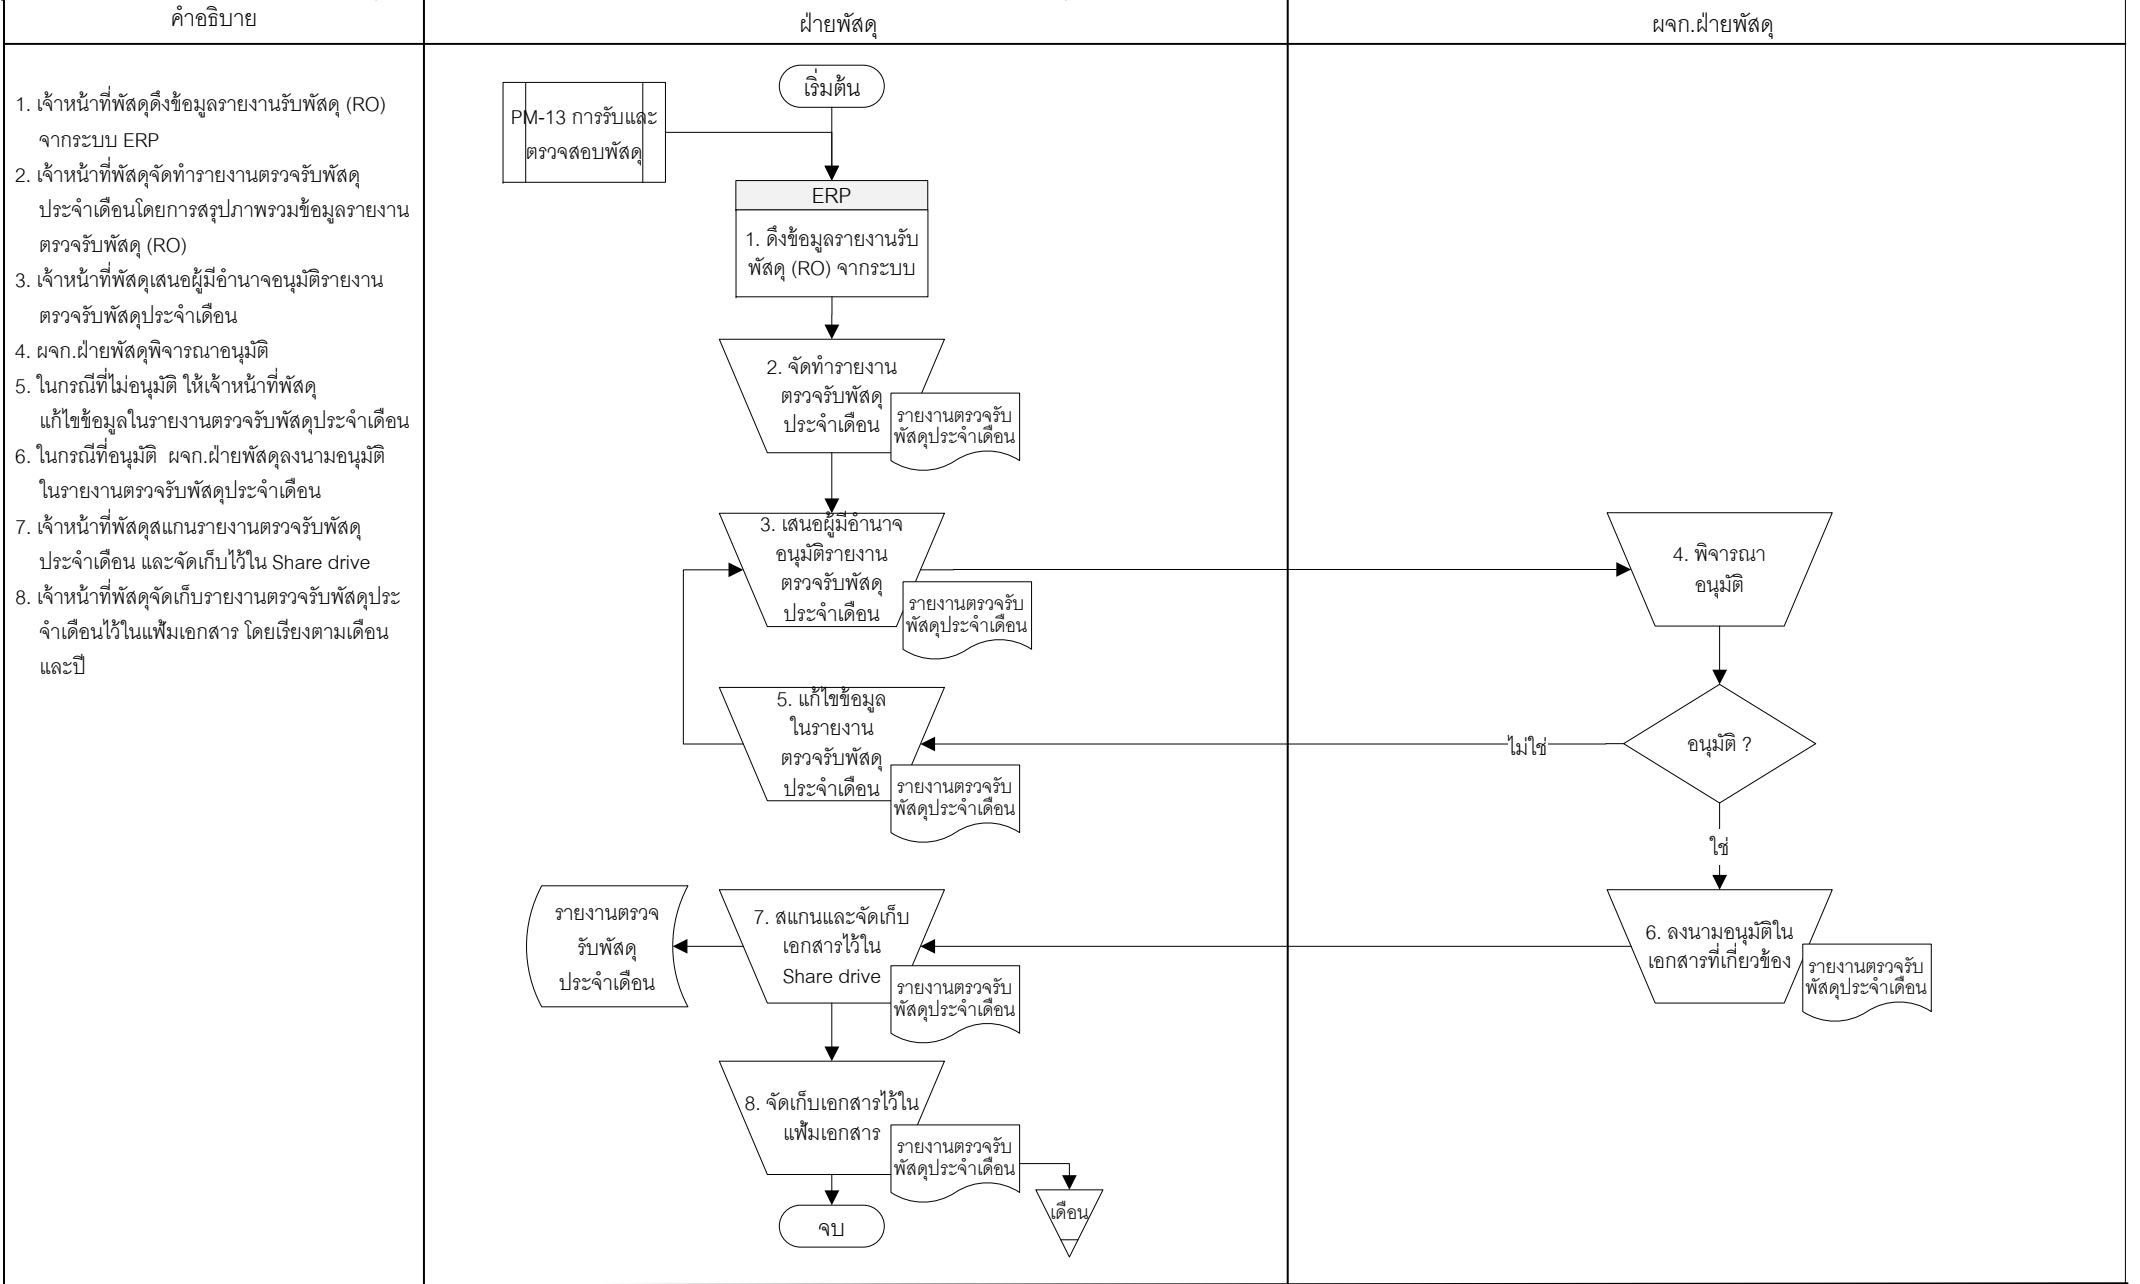 คำอธิบาย
ฝ่ายพัสดุ
ผจก.ฝ่ายพัสดุ
1. เจ้าหน้าที่พัสดุดึงข้อมูลรายงานรับพัสดุ (RO)
จากระบบ ERP
2. เจ้าหน้าที่พัสดุจัดทำรายงานตรวจรับพัสดุ
ประจำเดือนโดยการสรุปภาพรวมข้อมูลรายงาน
ตรวจรับพัสดุ (RO)
3. เจ้าหน้าที่พัสดุเสนอผู้มีอำนาจอนุมัติรายงาน
ตรวจรับพัสดุประจำเดือน
4. ผจก.ฝ่ายพัสดุพิจารณาอนุมัติ
5. ในกรณีที่ไม่อนุมัติ ให้เจ้าหน้าที่พัสดุ
แก้ไขข้อมูลในรายงานตรวจรับพัสดุประจำเดือน
6. ในกรณีที่อนุมัติ ผจก.ฝ่ายพัสดุลงนามอนุมัติ
ในรายงานตรวจรับพัสดุประจำเดือน
7. เจ้าหน้าที่พัสดุสแกนรายงานตรวจรับพัสดุ
ประจำเดือน และจัดเก็บไว้ใน Share drive
8. เจ้าหน้าที่พัสดุจัดเก็บรายงานตรวจรับพัสดุประ
จำเดือนไว้ในแฟ้มเอกสาร โดยเรียงตามเดือน
และปี
เริ่มต้น
PM-13 การรับและ
ตรวจสอบพัสดุ
ERP
1. ดึงข้อมูลรายงานรับ
พัสดุ (RO) จากระบบ
2. จัดทำรายงาน
ตรวจรับพัสดุ
ประจำเดือน
รายงานตรวจรับ
พัสดุประจำเดือน
3. เสนอผู้มีอำนาจ
อนุมัติรายงาน
ตรวจรับพัสดุ
ประจำเดือน
รายงานตรวจรับ
พัสดุประจำเดือน
4. พิจารณา
อนุมัติ
5. แก้ไขข้อมูล
ในรายงาน
ตรวจรับพัสดุ
ประจำเดือน
รายงานตรวจรับ
พัสดุประจำเดือน
ไม่ใช่
อนุมัติ ?
ใช่
รายงานตรวจ
รับพัสดุ
ประจำเดือน
7. สแกนและจัดเก็บ
เอกสารไว้ใน
Share drive
รายงานตรวจรับ
พัสดุประจำเดือน
6. ลงนามอนุมัติใน
เอกสารที่เกี่ยวข้อง
รายงานตรวจรับ
พัสดุประจำเดือน
8. จัดเก็บเอกสารไว้ใน
แฟ้มเอกสาร
รายงานตรวจรับ
พัสดุประจำเดือน
เดือน
จบ